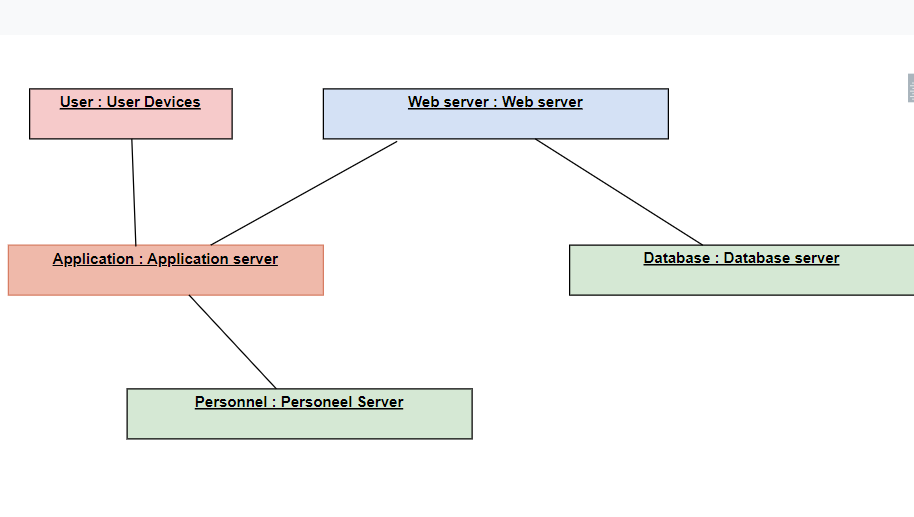 User : User Devices
Web server : Web server
Application : Application server
Database : Database server
Personnel : Personeel Server